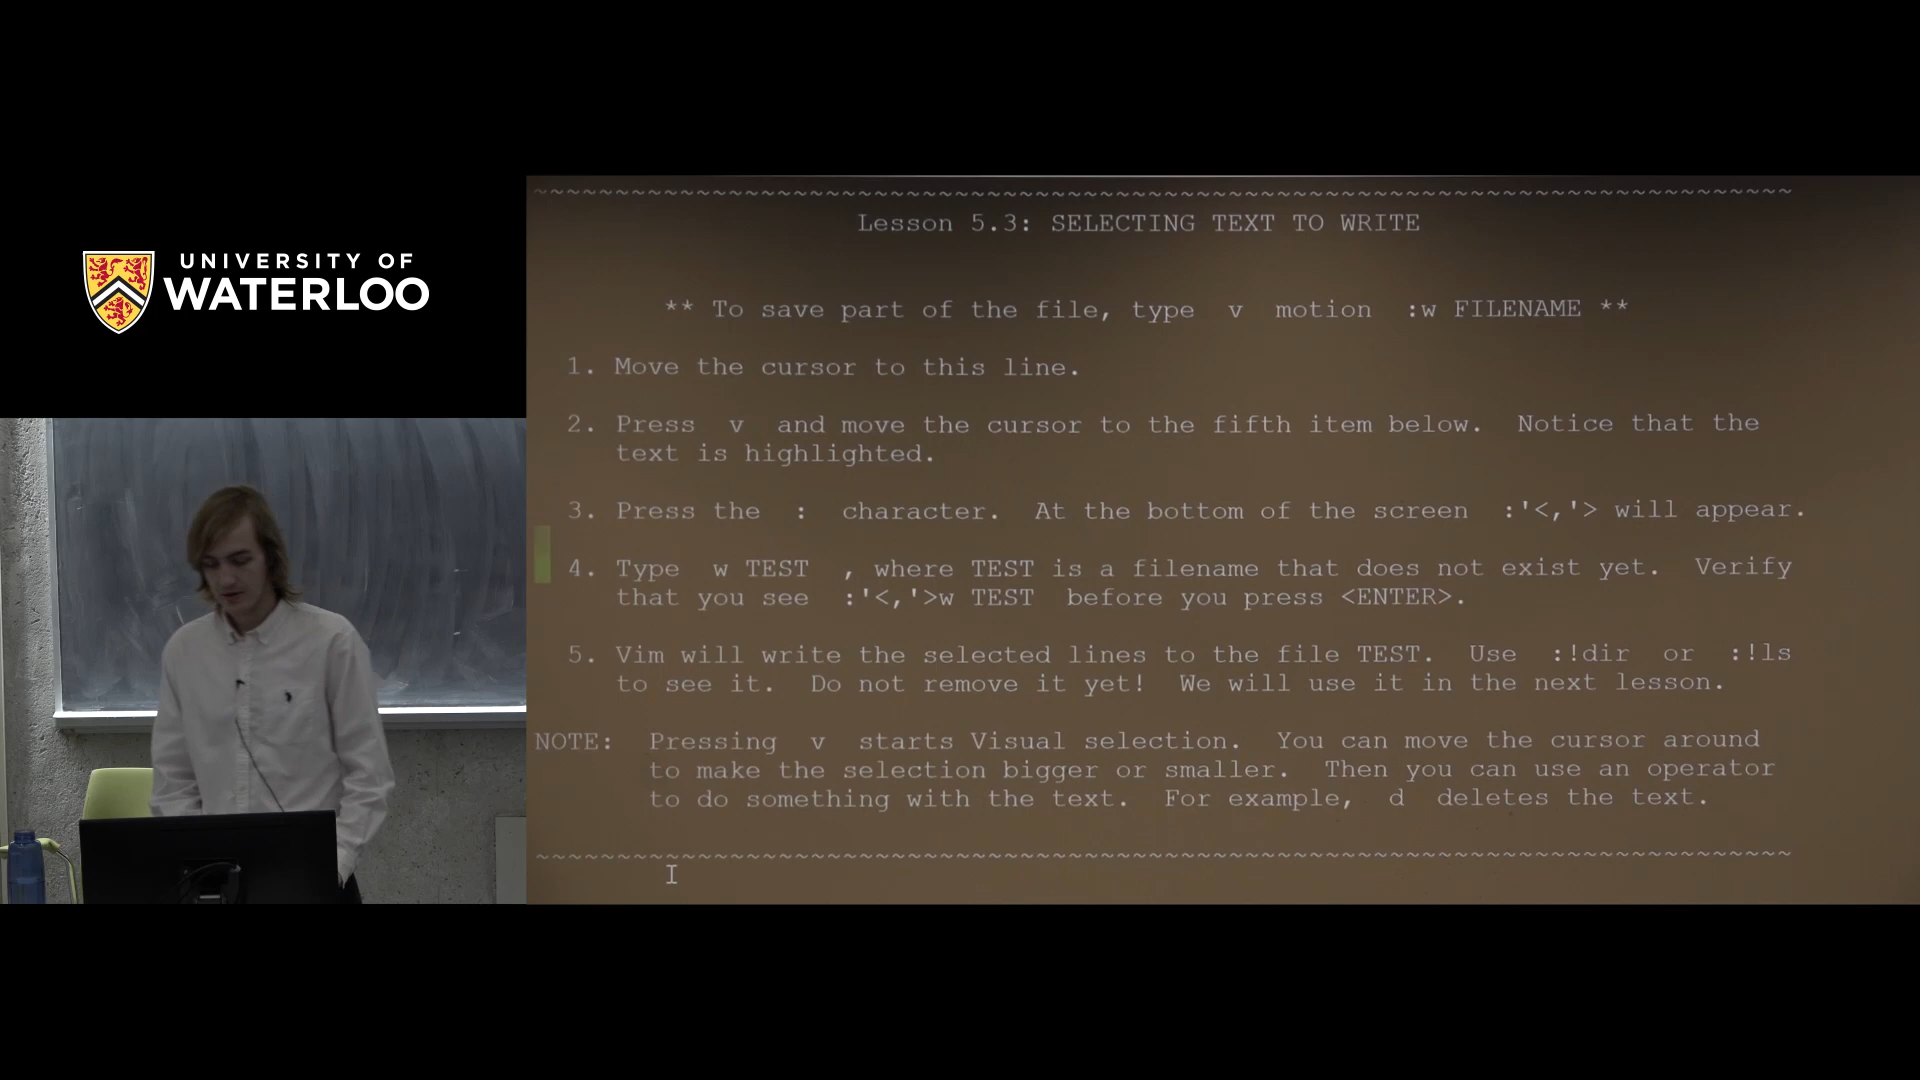 UNIVERSITY OF
WATERLOO
~~~~~~~~~~~~~~~~~~~~~~~~~~~~~~~~~~~~~~~~~~~~~~~~~~~~~~~~~~~~~~~~~~~~~~~~~~~~~~
Lesson 5.3: SELECTING TEXT TO WRITE
** To save part of the file, type  v  motion  :w FILENAME **
1. Move the cursor to this line.
2. Press  v  and move the cursor to the fifth item below.  Notice that the
text is highlighted.
3. Press the  :  character.  At the bottom of the screen  :'<,'> will appear.
4. Type  w TEST  , where TEST is a filename that does not exist yet.  Verify
that you see  :'<,'>w TEST  before you press <ENTER>.
5. Vim will write the selected lines to the file TEST.  Use  :!dir  or  :!ls
to see it.  Do not remove it yet!  We will use it in the next lesson.
NOTE:  Pressing  v  starts Visual selection.  You can move the cursor around
to make the selection bigger or smaller.  Then you can use an operator
to do something with the text.  For example,  d  deletes the text.
~~~~~~~~~~~~~~~~~~~~~~~~~~~~~~~~~~~~~~~~~~~~~~~~~~~~~~~~~~~~~~~~~~~~~~~~~~~~~~